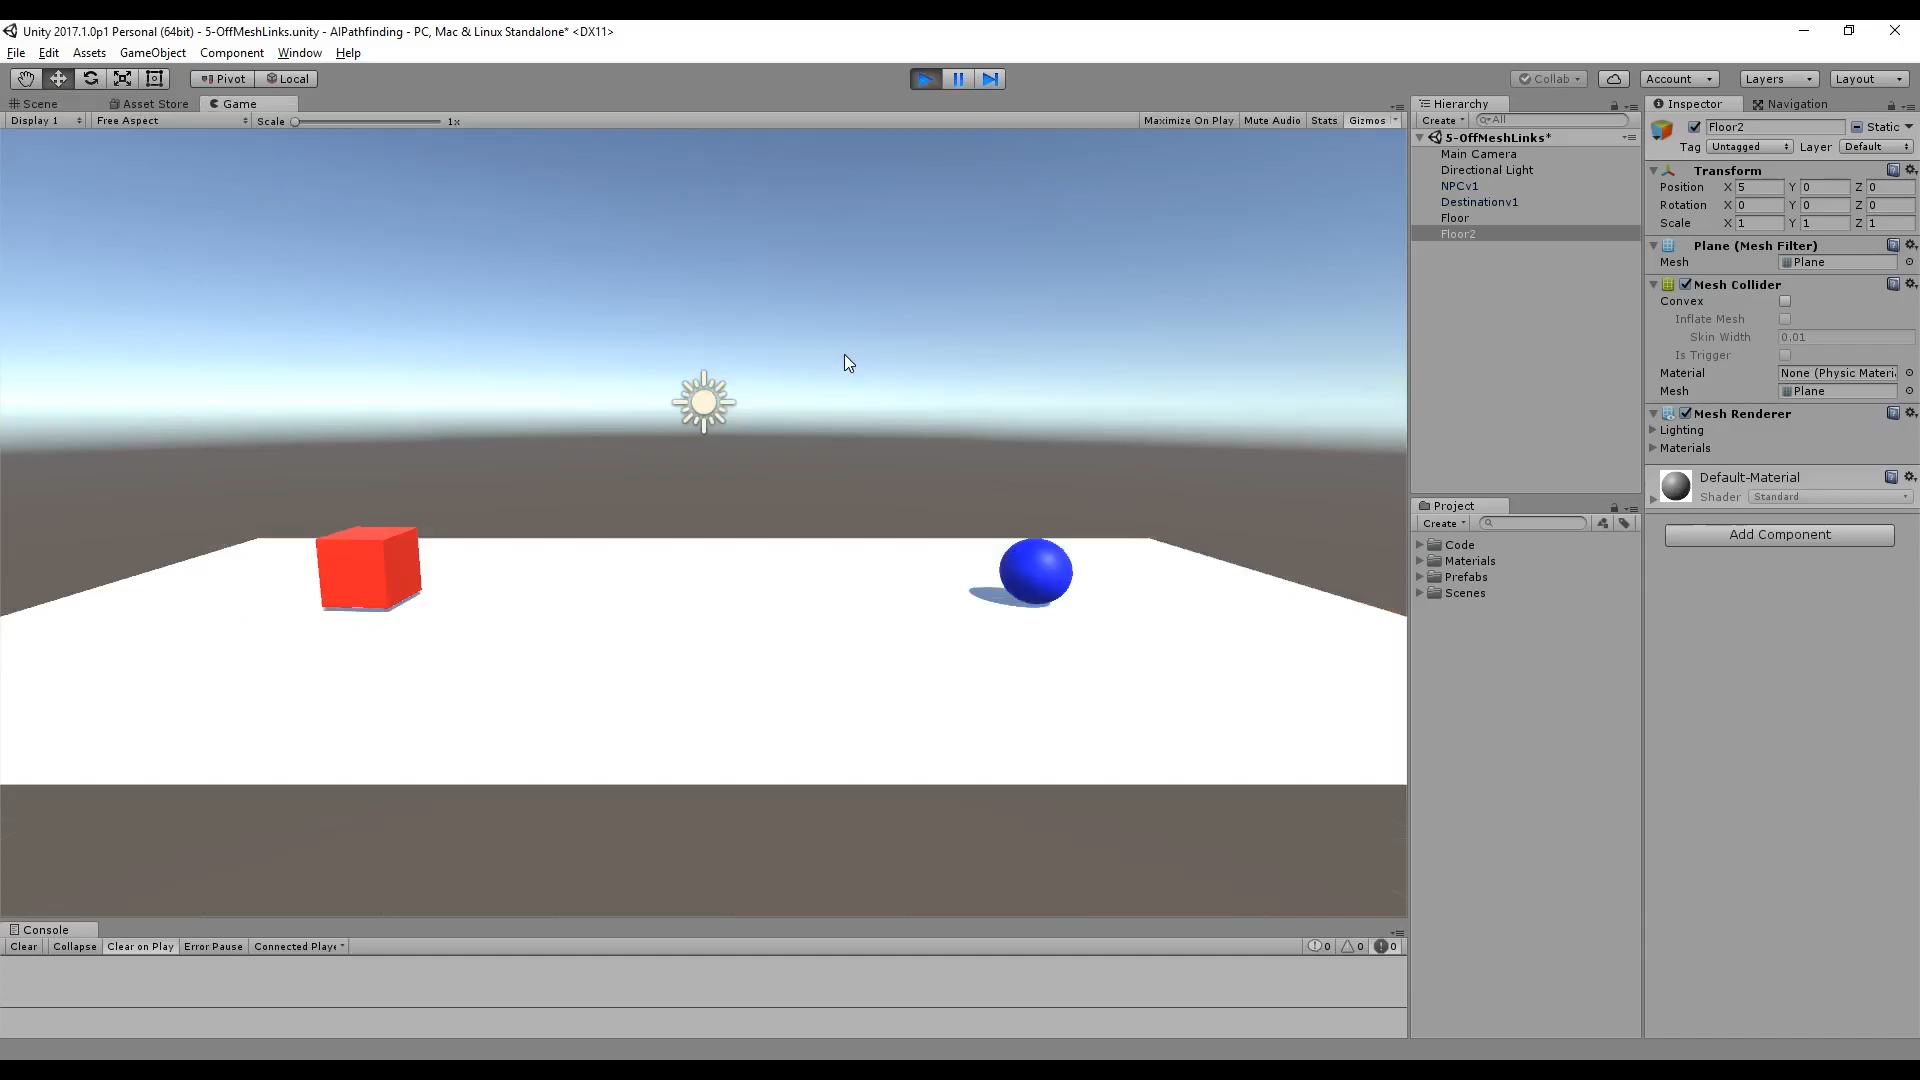 Unity 2017.1.0p1 Personal (64bit) - 5-OffMeshLinks.unity - AIPathfinding - PC, Mac & Linux Standalone* <DX11>
File Edit Assets GameObject Component Window Help
Pivot Local Collab Account Layers Layout
Scene Asset Store Game
Display 1 Free Aspect Scale 1x Maximize On Play Mute Audio Stats Gizmos
Hierarchy
Create All
5-OffMeshLinks*
Main Camera
Directional Light
NPCv1
Destinationv1
Floor
Floor2
Project
Create
Code
Materials
Prefabs
Scenes
Inspector Navigation
Floor2 Static
Tag Untagged Layer Default
Transform
Position X 5 Y 0 Z 0
Rotation X 0 Y 0 Z 0
Scale X 1 Y 1 Z 1
Plane (Mesh Filter)
Mesh Plane
Mesh Collider
Convex
Inflate Mesh
Skin Width 0.01
Is Trigger
Material None (Physic Materi
Mesh Plane
Mesh Renderer
Lighting
Materials
Default-Material
Shader Standard
Add Component
Console
Clear Collapse Clear on Play Error Pause Connected Playe 0 0 0